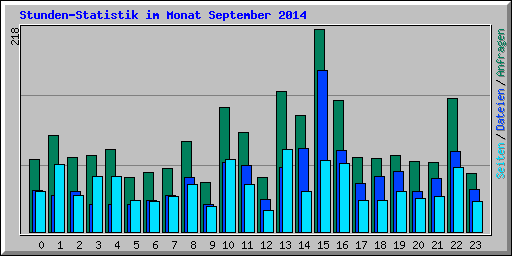 Stunden-Statistik im Monat September 2014
218
Seiten/Dateien/Anfragen
0 1 2 3 4 5 6 7 8 9 10 11 12 13 14 15 16 17 18 19 20 21 22 23